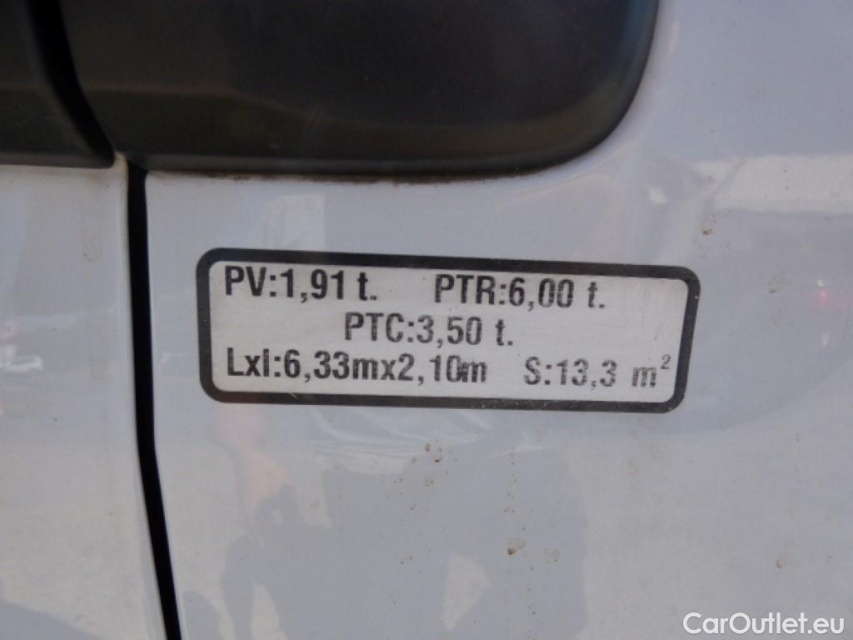 PV:1,91 t. PTR:6,00 t.
PTC:3,50 t.
Lxl:6,33mx2,10m S:13,3 m²
CarOutlet.eu